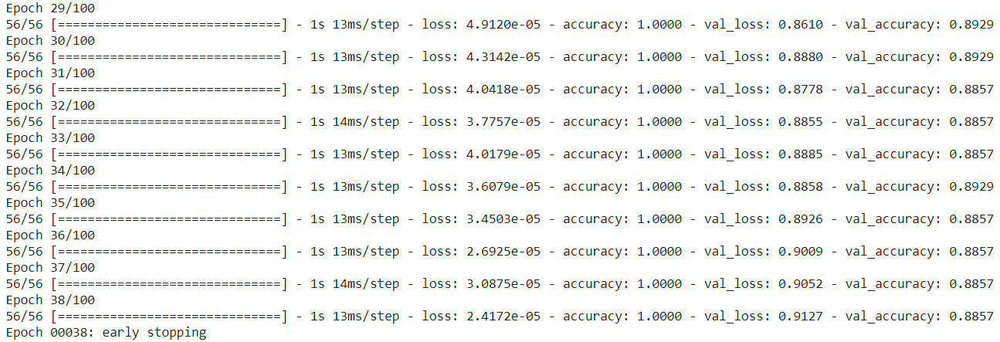 Epoch 29/100
56/56 [==============================] - 1s 13ms/step - loss: 4.9120e-05 - accuracy: 1.0000 - val_loss: 0.8610 - val_accuracy: 0.8929
Epoch 30/100
56/56 [==============================] - 1s 13ms/step - loss: 4.3142e-05 - accuracy: 1.0000 - val_loss: 0.8880 - val_accuracy: 0.8929
Epoch 31/100
56/56 [==============================] - 1s 13ms/step - loss: 4.0418e-05 - accuracy: 1.0000 - val_loss: 0.8778 - val_accuracy: 0.8857
Epoch 32/100
56/56 [==============================] - 1s 14ms/step - loss: 3.7757e-05 - accuracy: 1.0000 - val_loss: 0.8855 - val_accuracy: 0.8857
Epoch 33/100
56/56 [==============================] - 1s 13ms/step - loss: 4.0179e-05 - accuracy: 1.0000 - val_loss: 0.8885 - val_accuracy: 0.8857
Epoch 34/100
56/56 [==============================] - 1s 13ms/step - loss: 3.6079e-05 - accuracy: 1.0000 - val_loss: 0.8858 - val_accuracy: 0.8929
Epoch 35/100
56/56 [==============================] - 1s 13ms/step - loss: 3.4503e-05 - accuracy: 1.0000 - val_loss: 0.8926 - val_accuracy: 0.8857
Epoch 36/100
56/56 [==============================] - 1s 13ms/step - loss: 2.6925e-05 - accuracy: 1.0000 - val_loss: 0.9009 - val_accuracy: 0.8857
Epoch 37/100
56/56 [==============================] - 1s 14ms/step - loss: 3.0875e-05 - accuracy: 1.0000 - val_loss: 0.9052 - val_accuracy: 0.8857
Epoch 38/100
56/56 [==============================] - 1s 13ms/step - loss: 2.4172e-05 - accuracy: 1.0000 - val_loss: 0.9127 - val_accuracy: 0.8857
Epoch 00038: early stopping